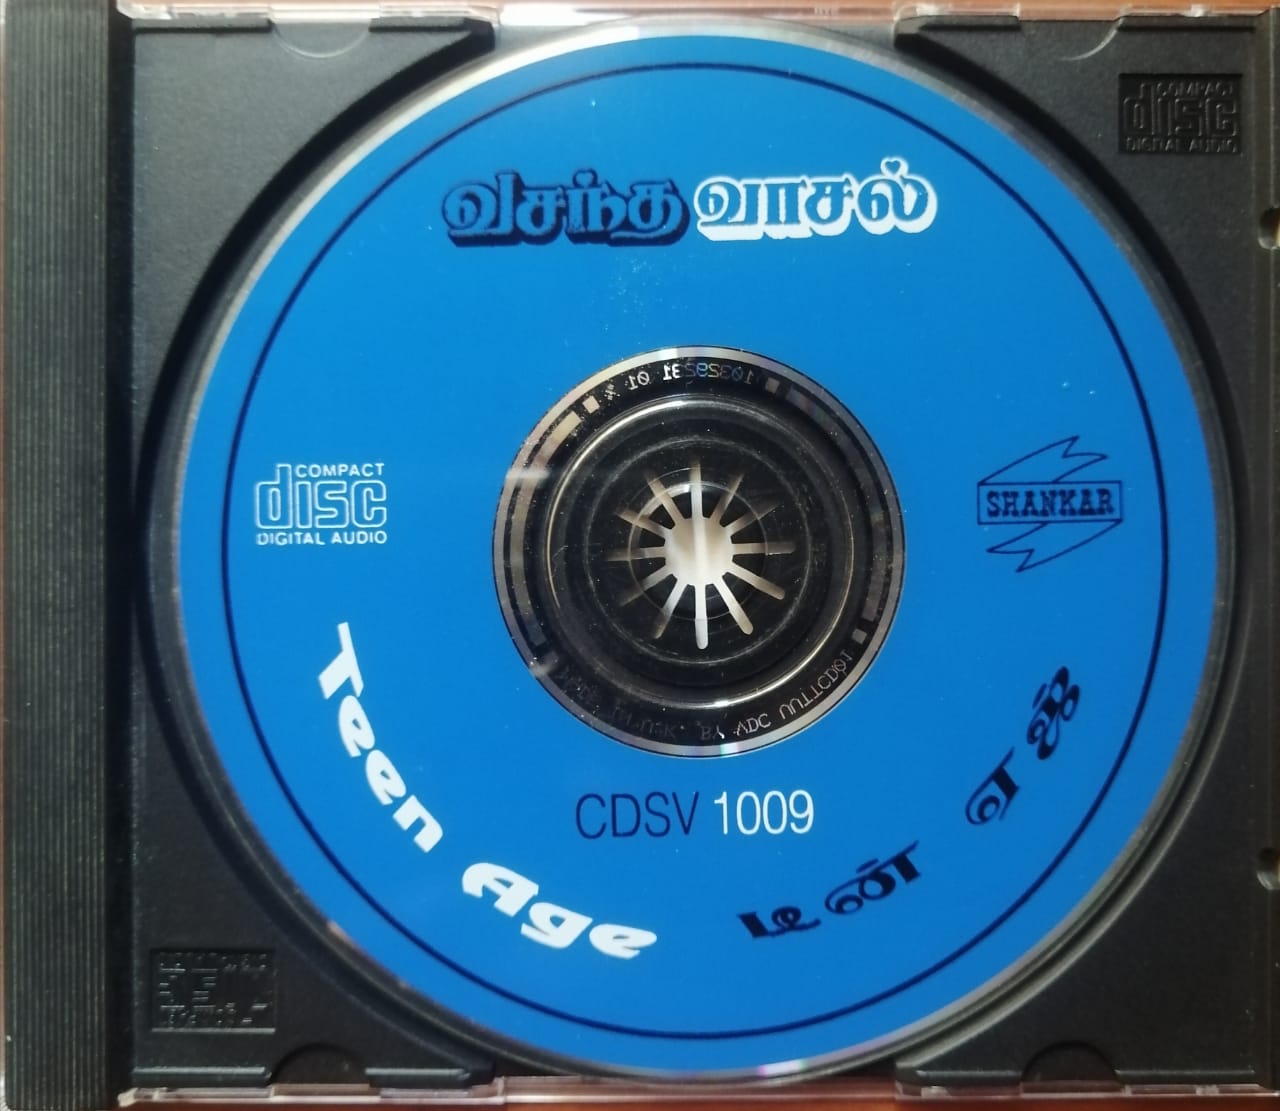 வசந்த வாசல்
COMPACT
disc
DIGITAL AUDIO
SHANKAR
COMPACT
disc
DIGITAL AUDIO
CDSV 1009
Teen Age
டீன் ஏஜ்